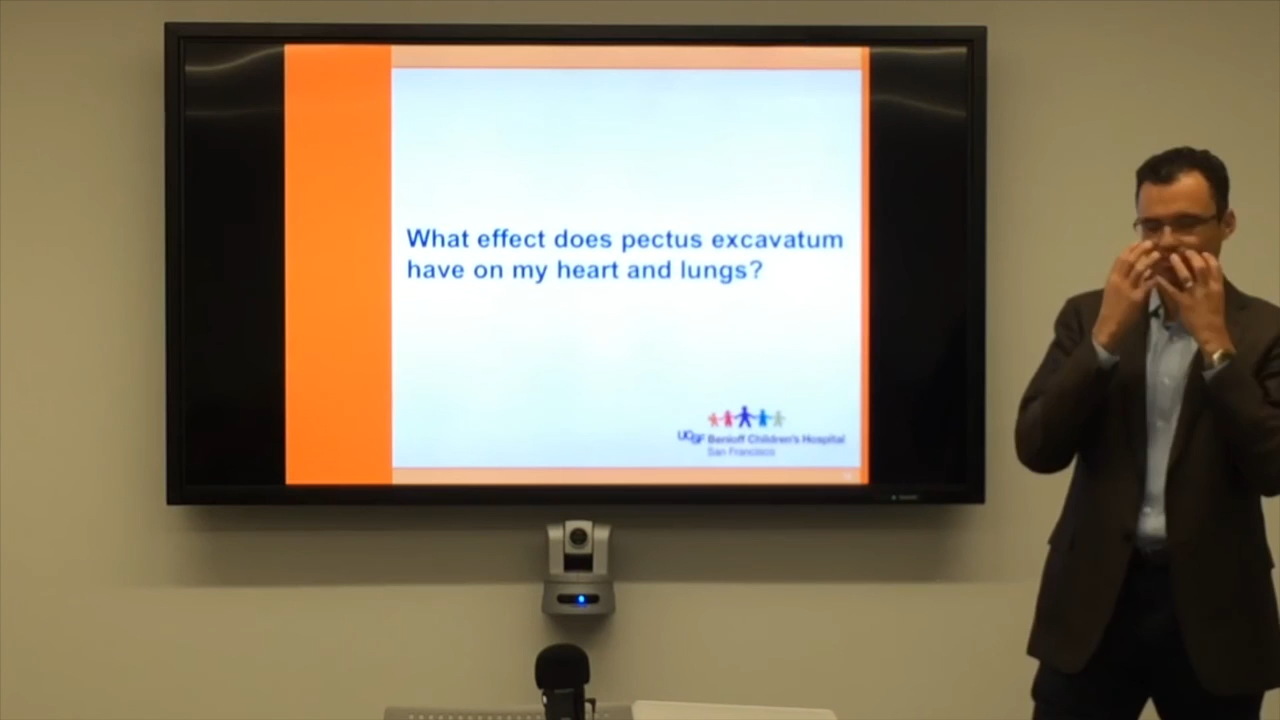 What effect does pectus excavatum
have on my heart and lungs?
UCSF Benioff Children's Hospital
San Francisco